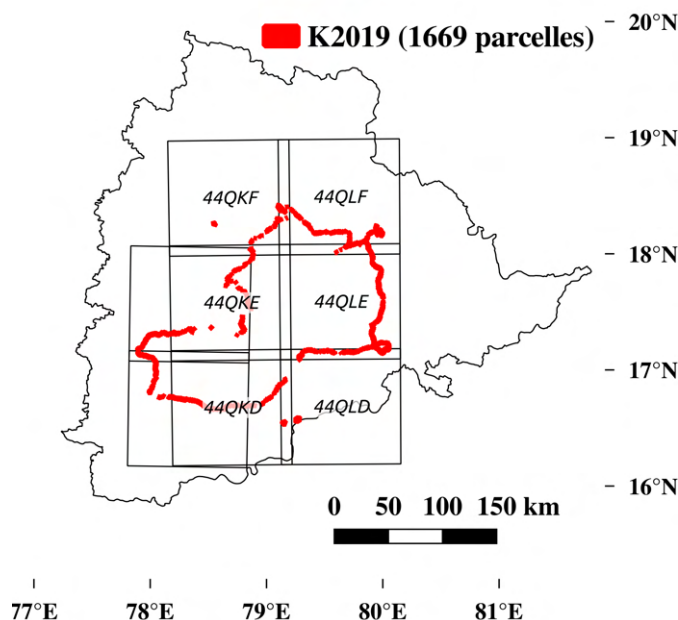 K2019 (1669 parcelles)
20°N
19°N
44QKF 44QLF
18°N
44QKE 44QLE
17°N
44QKD 44QLD
16°N
0 50 100 150 km
77°E 78°E 79°E 80°E 81°E